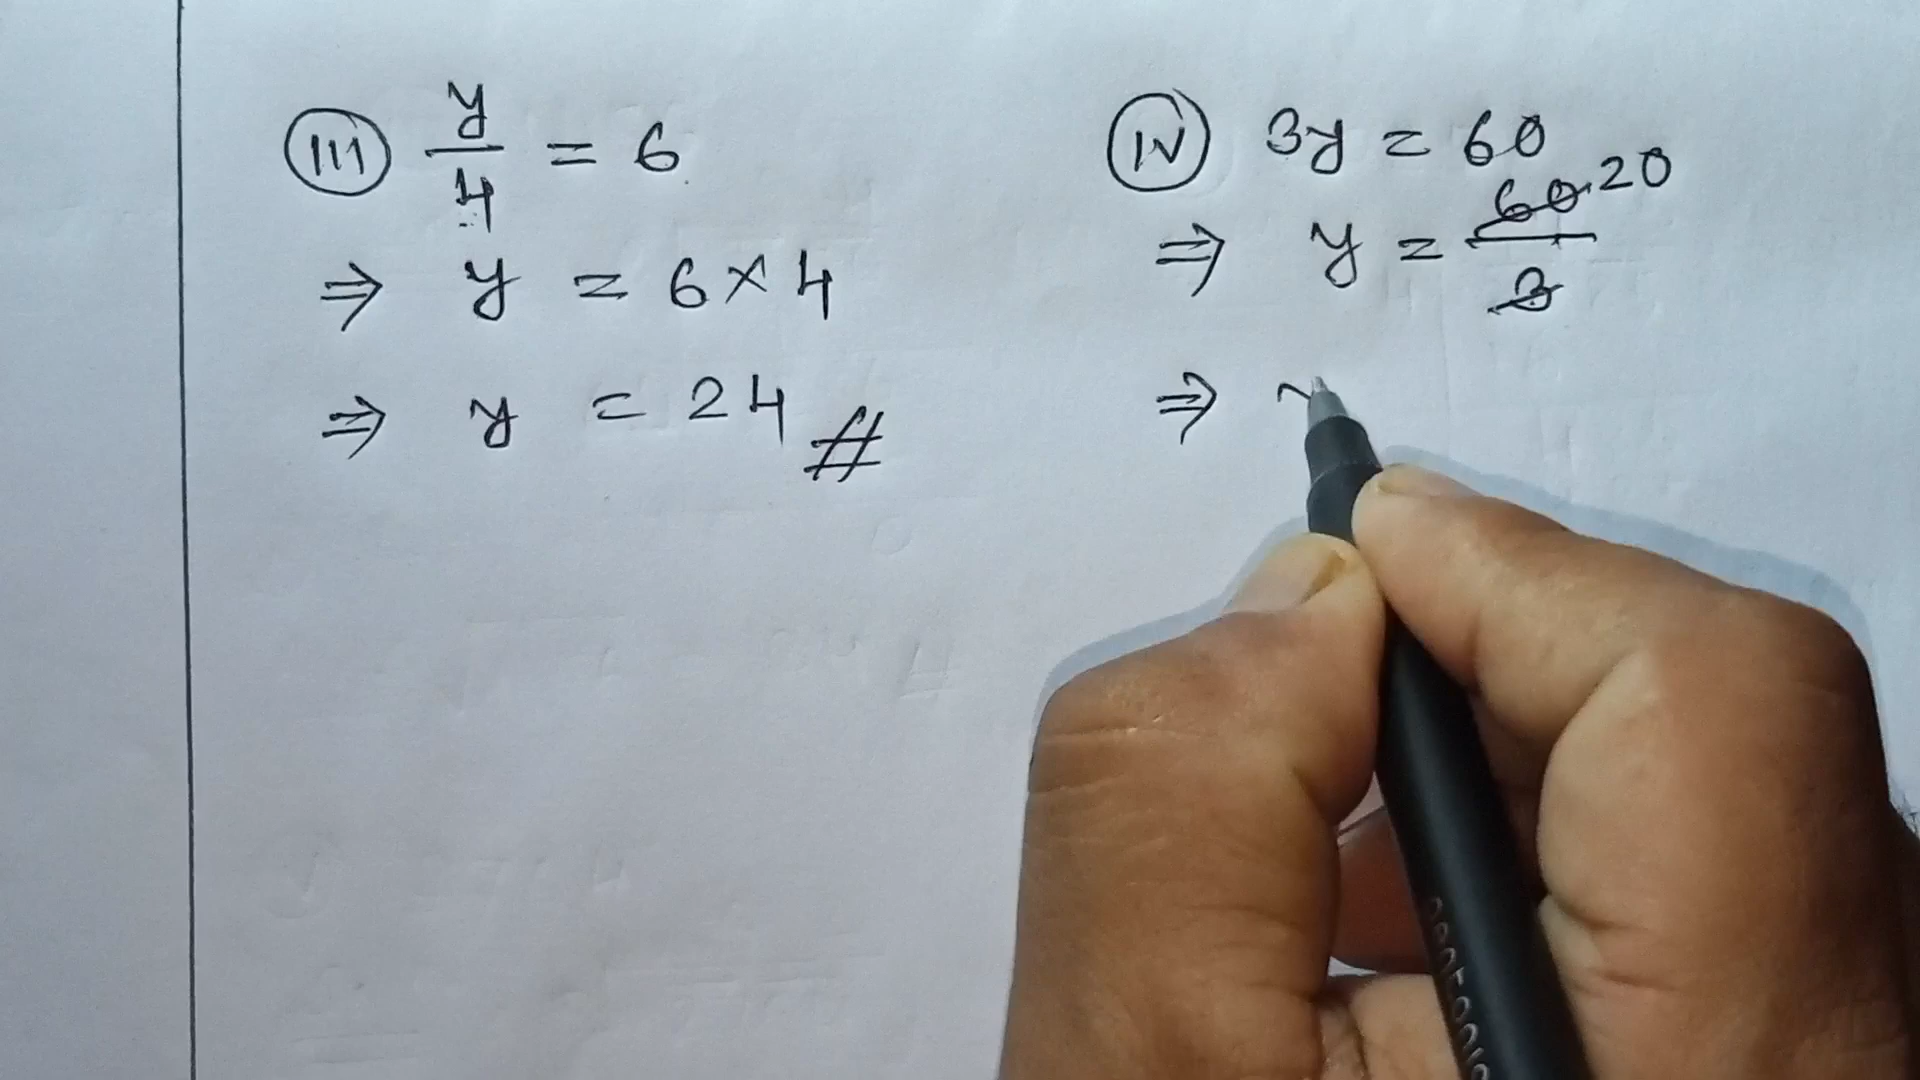 (III) y/4 = 6
⇒ y = 6 × 4
⇒ y = 24 #
(IV) 3y = 60
⇒ y = 60/3 20
⇒